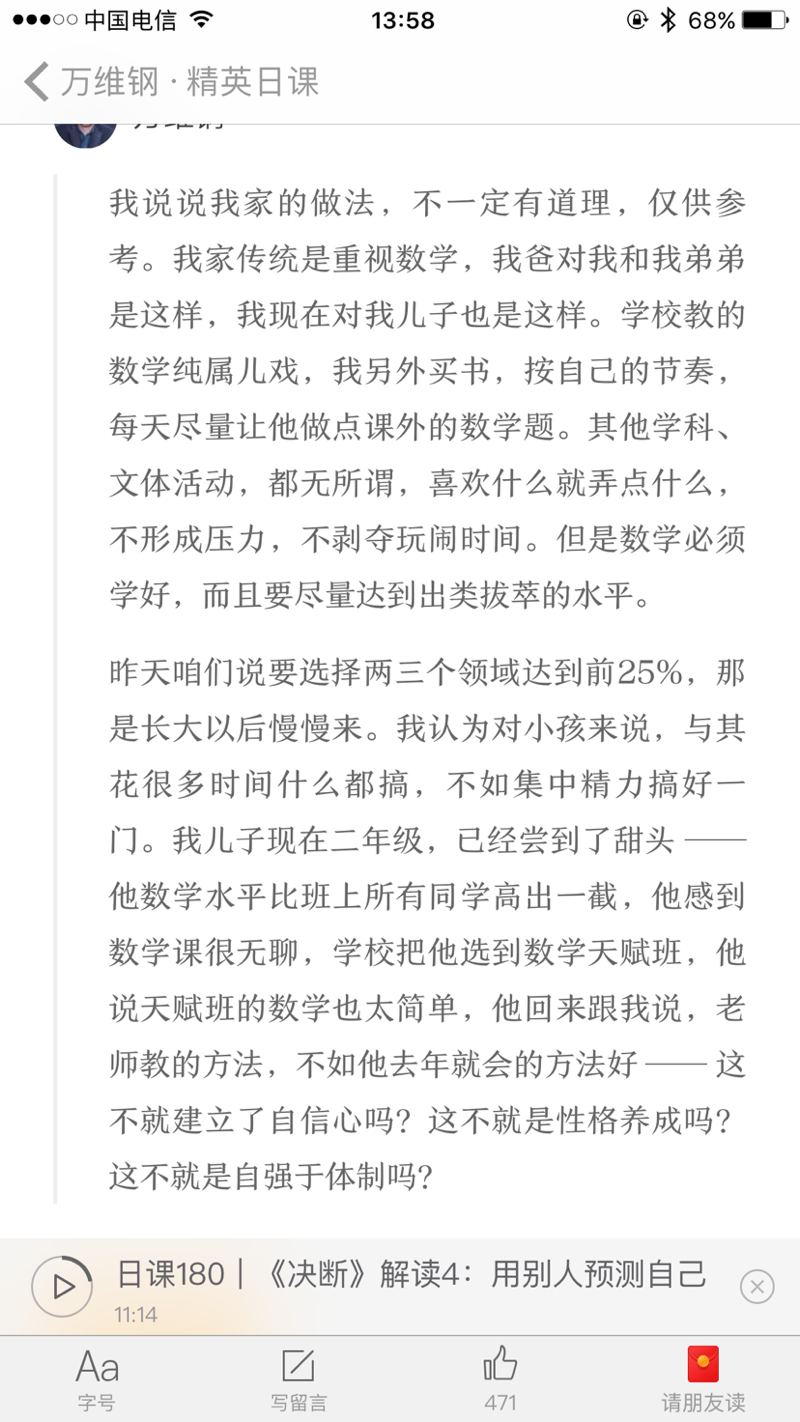 中国电信 13:58 68%
万维钢 · 精英日课
万维钢
我说说我家的做法，不一定有道理，仅供参
考。我家传统是重视数学，我爸对我和我弟弟
是这样，我现在对我儿子也是这样。学校教的
数学纯属儿戏，我另外买书，按自己的节奏，
每天尽量让他做点课外的数学题。其他学科、
文体活动，都无所谓，喜欢什么就弄点什么，
不形成压力，不剥夺玩闹时间。但是数学必须
学好，而且要尽量达到出类拔萃的水平。
昨天咱们说要选择两三个领域达到前25%，那
是长大以后慢慢来。我认为对小孩来说，与其
花很多时间什么都搞，不如集中精力搞好一
门。我儿子现在二年级，已经尝到了甜头 ——
他数学水平比班上所有同学高出一截，他感到
数学课很无聊，学校把他选到数学天赋班，他
说天赋班的数学也太简单，他回来跟我说，老
师教的方法，不如他去年就会的方法好 —— 这
不就建立了自信心吗？这不就是性格养成吗？
这不就是自强于体制吗？
日课180｜《决断》解读4：用别人预测自己
11:14
Aa
字号 写留言 471 请朋友读